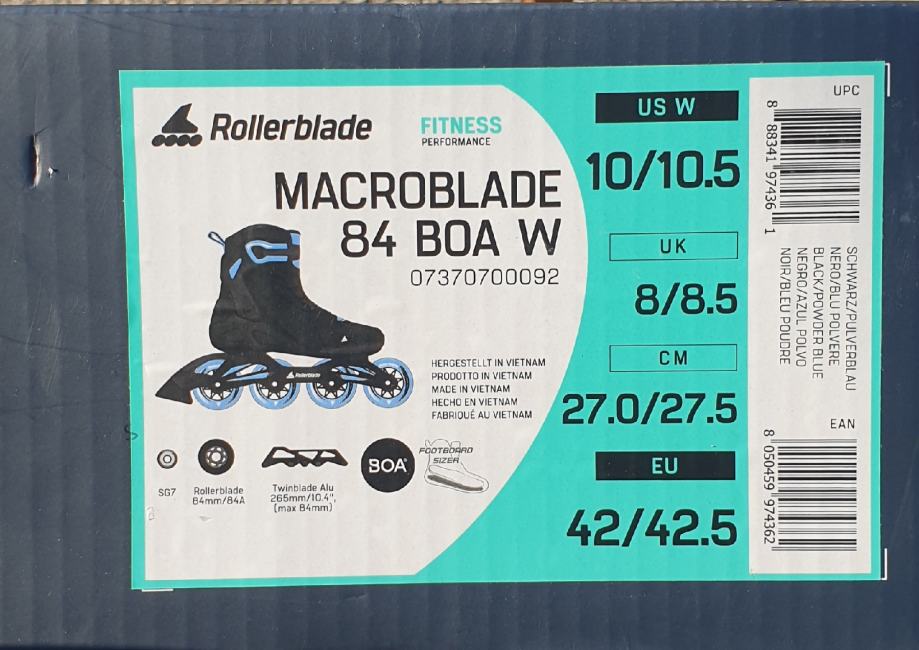 Rollerblade
FITNESS
PERFORMANCE
MACROBLADE
84 BOA W
07370700092
Rollerblade
HERGESTELLT IN VIETNAM
PRODOTTO IN VIETNAM
MADE IN VIETNAM
HECHO EN VIETNAM
FABRIQUÉ AU VIETNAM
SG7
Rollerblade
84mm/84A
Twinblade Alu
265mm/10.4",
(max 84mm)
BOA
FOOTBOARD
SIZER
US W
10/10.5
UK
8/8.5
CM
27.0/27.5
EU
42/42.5
UPC
8 88341 97436 1
SCHWARZ/PULVERBLAU
NERO/BLU POLVERE
BLACK/POWDER BLUE
NEGRO/AZUL POLVO
NOIR/BLEU POUDRE
EAN
8 050459 974362